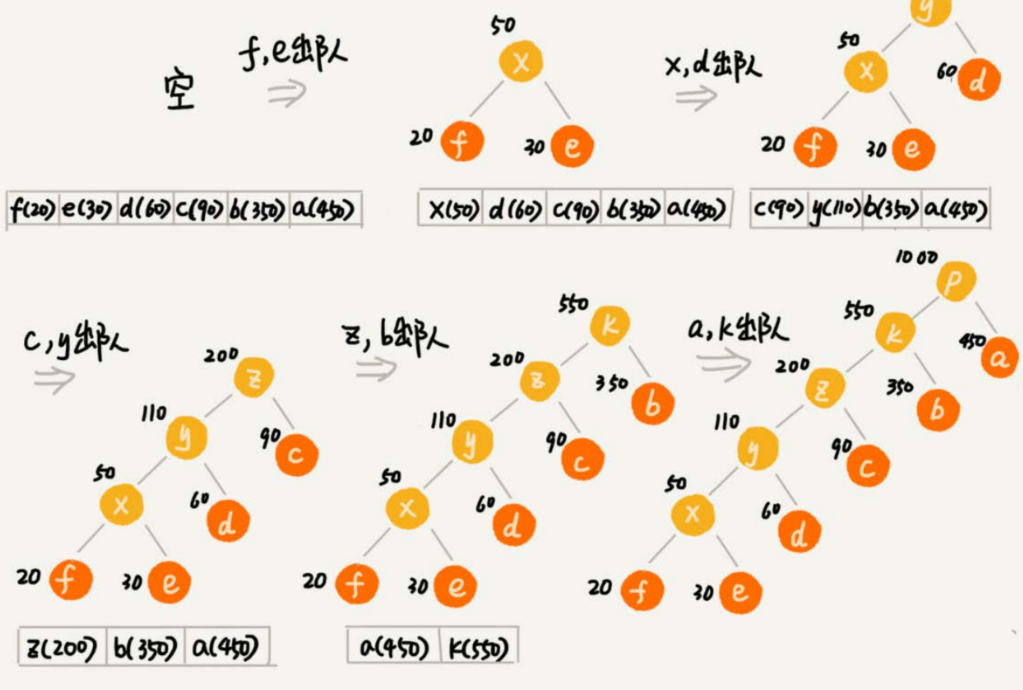 空
f,e出队
50
x
20 f
30 e
x,d出队
y
50
x
60 d
20 f
30 e
f(20) e(30) d(60) c(90) b(350) a(450)
x(50) d(60) c(90) b(350) a(450)
c(90) y(110) b(350) a(450)
c,y出队
200
z
110
y
90 c
50
x
60 d
20 f
30 e
z(200) b(350) a(450)
z,b出队
550
k
200
z
350 b
110
y
90 c
50
x
60 d
20 f
30 e
a(450) k(550)
a,k出队
1000
p
550
k
450 a
200
z
350 b
110
y
90 c
50
x
60 d
20 f
30 e